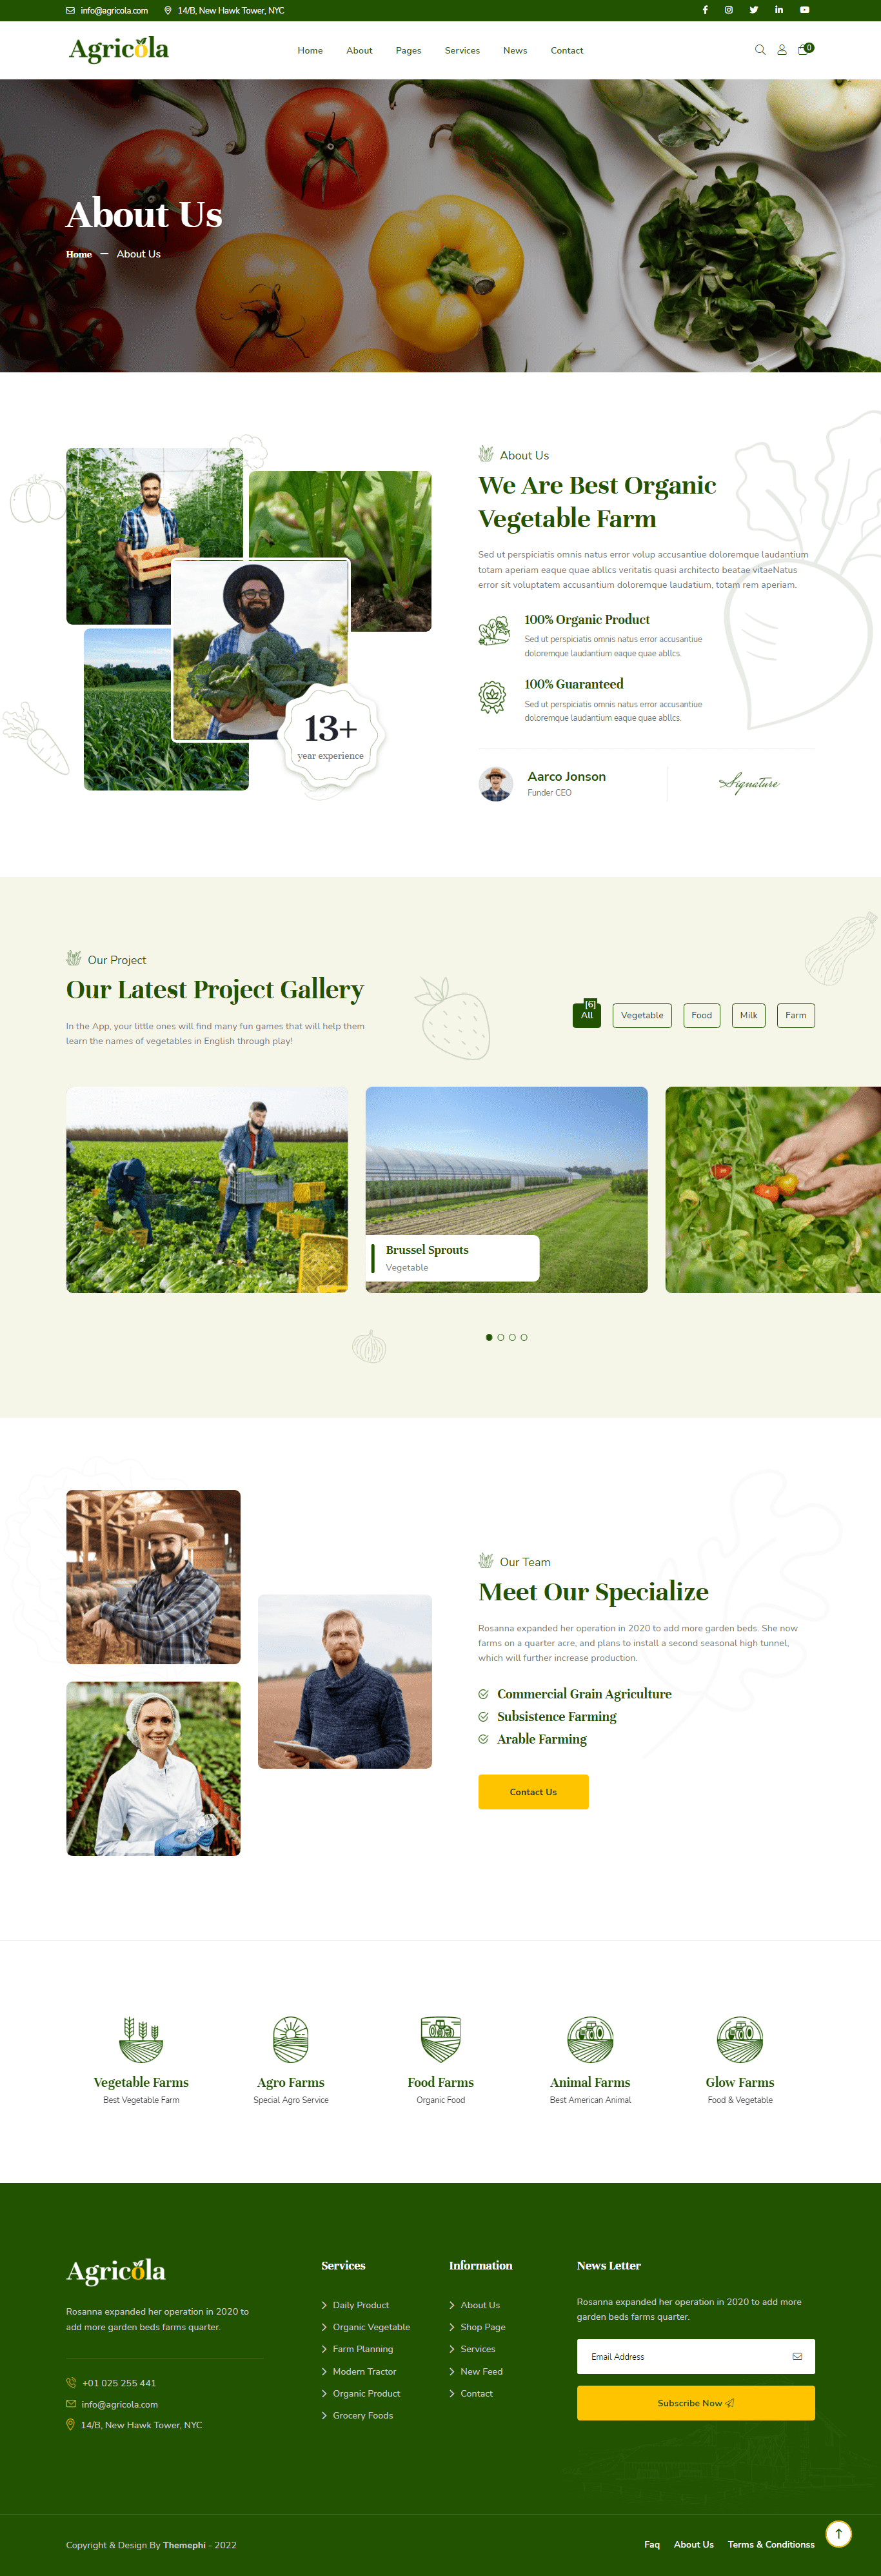 info@agricola.com 14/B, New Hawk Tower, NYC
Agricola
Home About Pages Services News Contact
0
About Us
Home — About Us
About Us
We Are Best Organic
Vegetable Farm
Sed ut perspiciatis omnis natus error volup accusantiue doloremque laudantium
totam aperiam eaque quae abllcs veritatis quasi architecto beatae vitaeNatus
error sit voluptatem accusantium doloremque laudatium, totam rem aperiam.
100% Organic Product
Sed ut perspiciatis omnis natus error accusantiue
doloremque laudantium eaque quae abllcs.
100% Guaranteed
Sed ut perspiciatis omnis natus error accusantiue
doloremque laudantium eaque quae abllcs.
13+
year experience
Aarco Jonson
Funder CEO
Signature
Our Project
Our Latest Project Gallery
In the App, your little ones will find many fun games that will help them
learn the names of vegetables in English through play!
[6]
All Vegetable Food Milk Farm
Brussel Sprouts
Vegetable
Our Team
Meet Our Specialize
Rosanna expanded her operation in 2020 to add more garden beds. She now
farms on a quarter acre, and plans to install a second seasonal high tunnel,
which will further increase production.
Commercial Grain Agriculture
Subsistence Farming
Arable Farming
Contact Us
Vegetable Farms
Best Vegetable Farm
Agro Farms
Special Agro Service
Food Farms
Organic Food
Animal Farms
Best American Animal
Glow Farms
Food & Vegetable
Agricola
Rosanna expanded her operation in 2020 to
add more garden beds farms quarter.
+01 025 255 441
info@agricola.com
14/B, New Hawk Tower, NYC
Services
Daily Product
Organic Vegetable
Farm Planning
Modern Tractor
Organic Product
Grocery Foods
Information
About Us
Shop Page
Services
New Feed
Contact
News Letter
Rosanna expanded her operation in 2020 to add more
garden beds farms quarter.
Email Address
Subscribe Now
Copyright & Design By Themephi - 2022
Faq About Us Terms & Conditionss